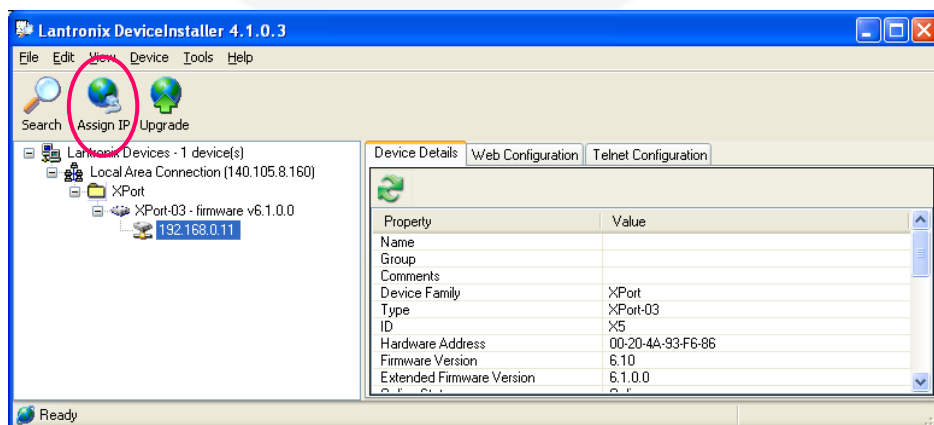 Lantronix DeviceInstaller 4.1.0.3
File Edit View Device Tools Help
Search Assign IP Upgrade
Lantronix Devices - 1 device(s)
Local Area Connection (140.105.8.160)
XPort
XPort-03 - firmware v6.1.0.0
192.168.0.11
Device Details Web Configuration Telnet Configuration
Property Value
Name
Group
Comments
Device Family XPort
Type XPort-03
ID X5
Hardware Address 00-20-4A-93-F6-86
Firmware Version 6.10
Extended Firmware Version 6.1.0.0
Ready